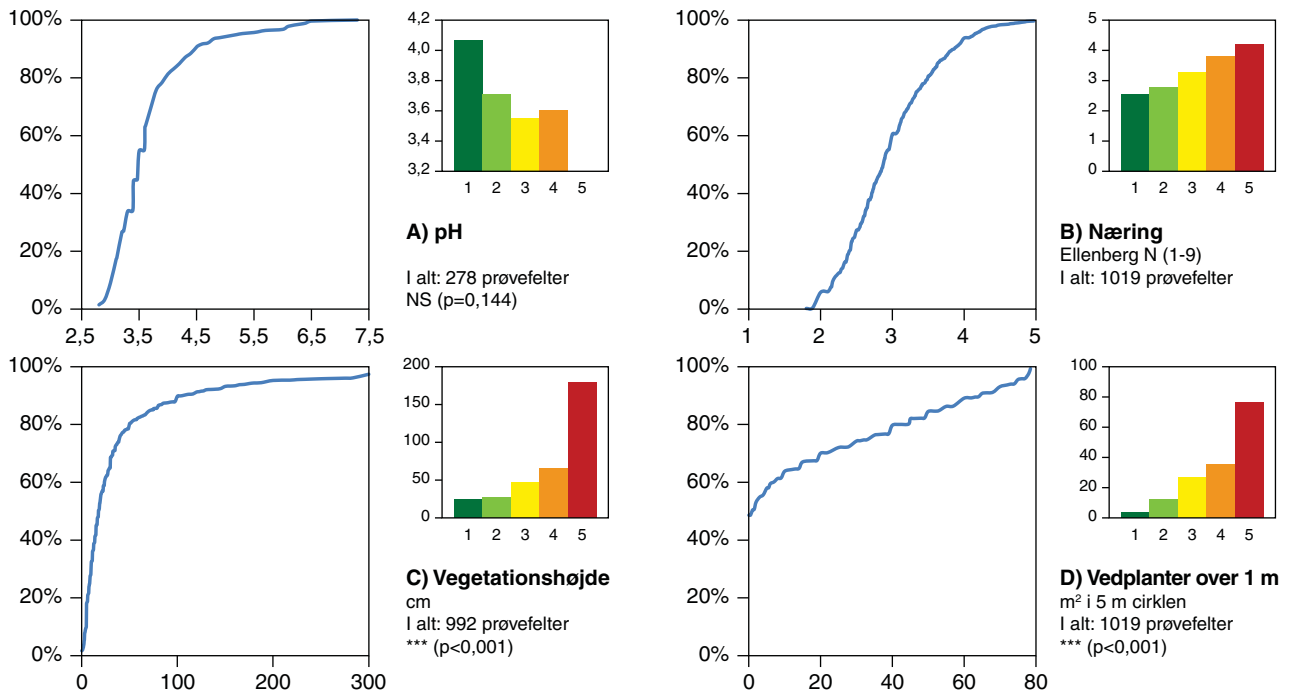 100%
80%
60%
40%
20%
0%
2,5 3,5 4,5 5,5 6,5 7,5
4,2
4,0
3,8
3,6
3,4
3,2
1 2 3 4 5
A) pH
I alt: 278 prøvefelter
NS (p=0,144)
100%
80%
60%
40%
20%
0%
1 2 3 4 5
5
4
3
2
1
0
1 2 3 4 5
B) Næring
Ellenberg N (1-9)
I alt: 1019 prøvefelter
100%
80%
60%
40%
20%
0%
0 100 200 300
200
150
100
50
0
1 2 3 4 5
C) Vegetationshøjde
cm
I alt: 992 prøvefelter
*** (p<0,001)
100%
80%
60%
40%
20%
0%
0 20 40 60 80
100
80
60
40
20
0
1 2 3 4 5
D) Vedplanter over 1 m
m² i 5 m cirklen
I alt: 1019 prøvefelter
*** (p<0,001)